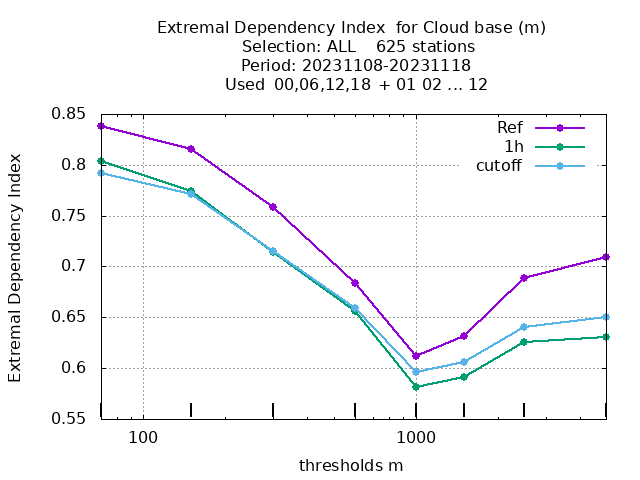 Extremal Dependency Index  for Cloud base (m)
Selection: ALL    625 stations
Period: 20231108-20231118
Used  00,06,12,18  + 01 02 ... 12
Ref
1h
cutoff
0.85
0.8
0.75
0.7
0.65
0.6
0.55
Extremal Dependency Index
100
1000
thresholds m